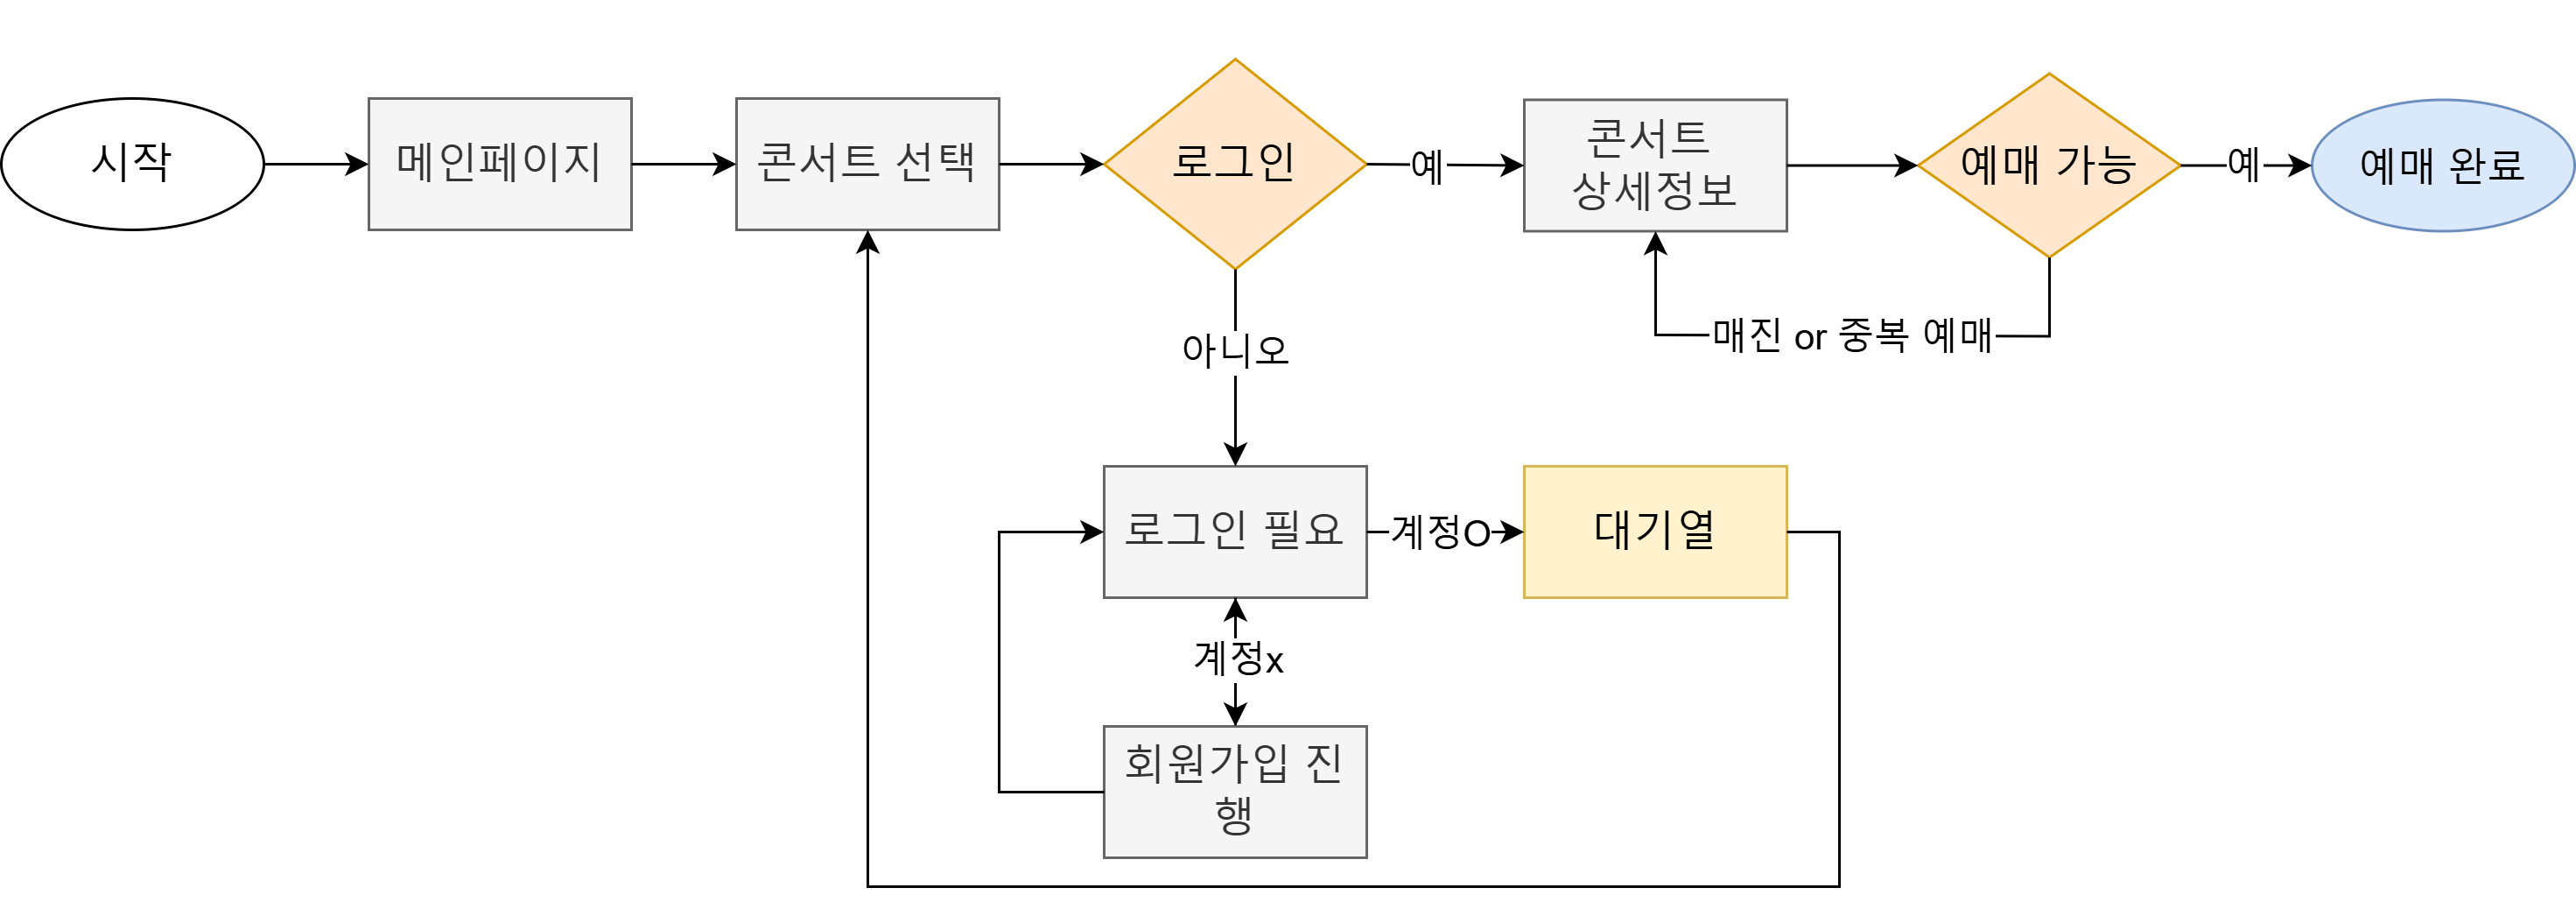 시작
메인페이지
콘서트 선택
로그인
예
콘서트
상세정보
예매 가능
예
예매 완료
아니오
매진 or 중복 예매
로그인 필요
계정O
대기열
계정x
회원가입 진
행